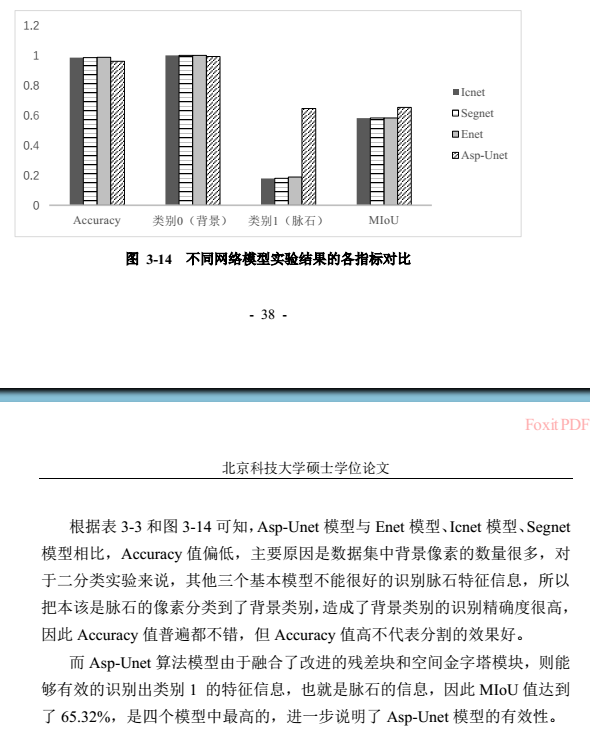 1.2
1
0.8
0.6
0.4
0.2
0
Accuracy 类别0（背景） 类别1（脉石） MIoU
Icnet
Segnet
Enet
Asp-Unet
图 3-14 不同网络模型实验结果的各指标对比
- 38 -
Foxit PDF
北京科技大学硕士学位论文
根据表 3-3 和图 3-14 可知，Asp-Unet 模型与 Enet 模型、Icnet 模型、Segnet
模型相比，Accuracy 值偏低，主要原因是数据集中背景像素的数量很多，对
于二分类实验来说，其他三个基本模型不能很好的识别脉石特征信息，所以
把本该是脉石的像素分类到了背景类别，造成了背景类别的识别精确度很高，
因此 Accuracy 值普遍都不错，但 Accuracy 值高不代表分割的效果好。
而 Asp-Unet 算法模型由于融合了改进的残差块和空间金字塔模块，则能
够有效的识别出类别 1 的特征信息，也就是脉石的信息，因此 MIoU 值达到
了 65.32%，是四个模型中最高的，进一步说明了 Asp-Unet 模型的有效性。